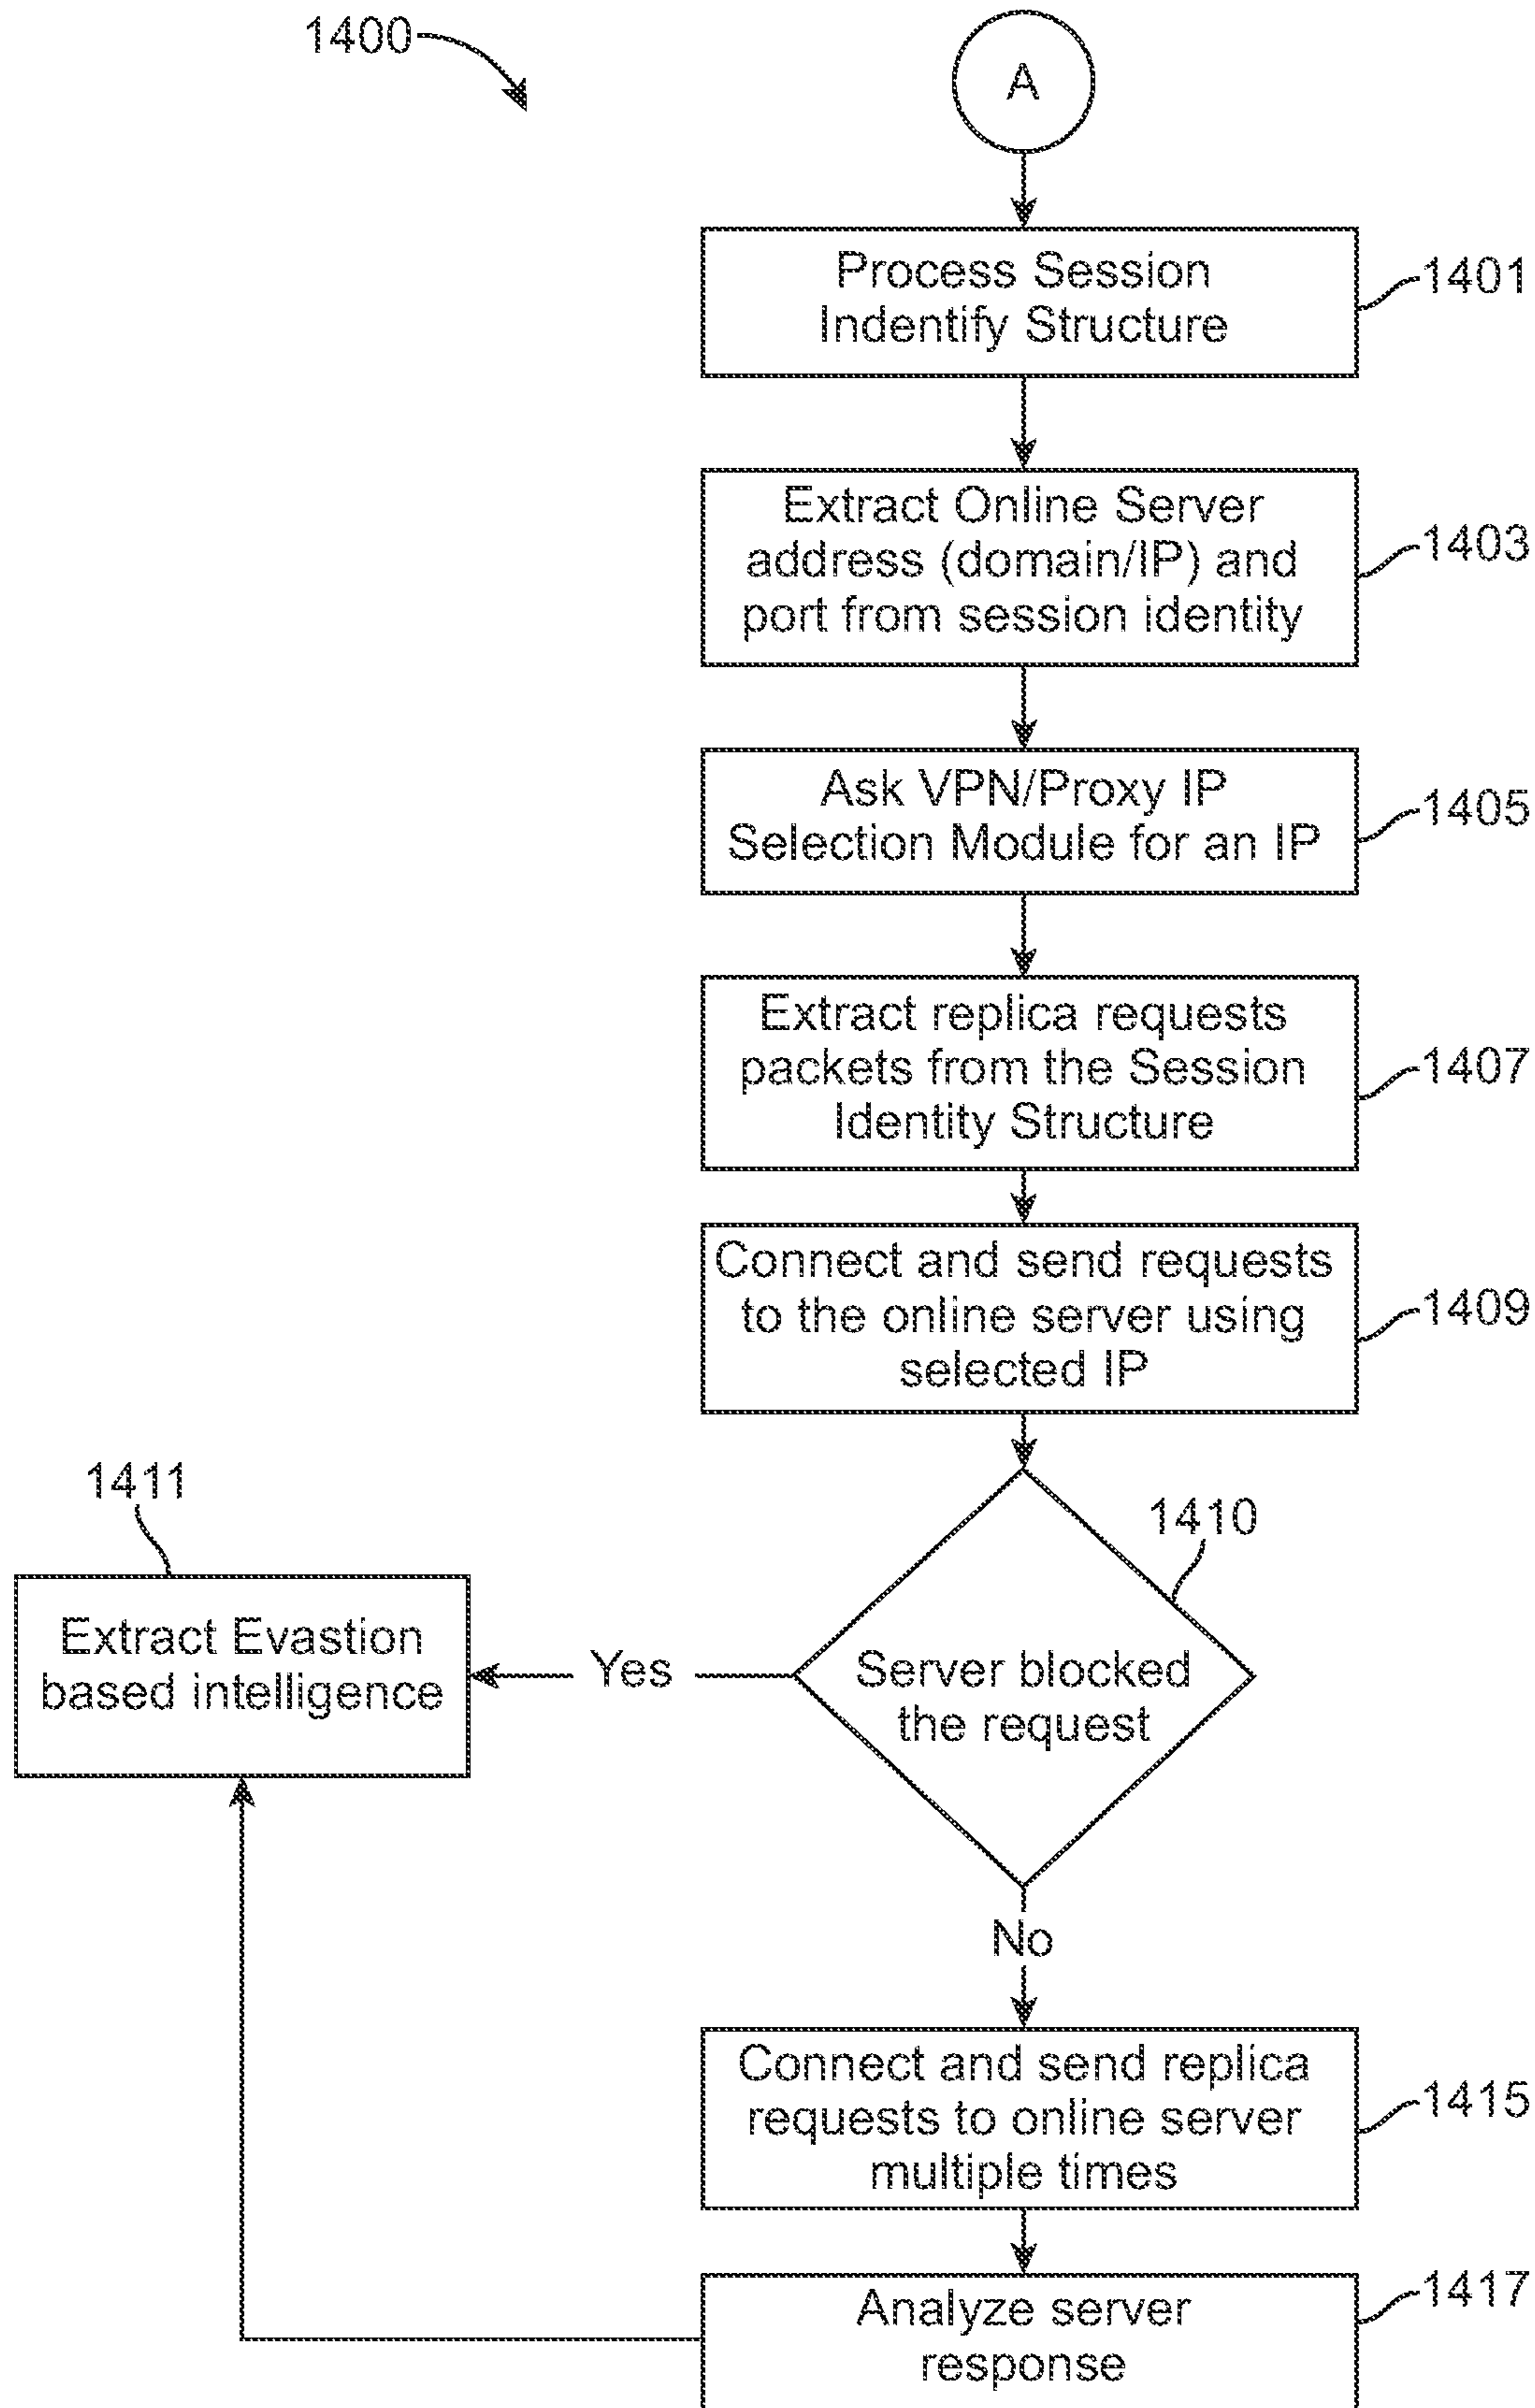 1400
A
Process Session
Indentify Structure
1401
Extract Online Server
address (domain/IP) and
port from session identity
1403
Ask VPN/Proxy IP
Selection Module for an IP
1405
Extract replica requests
packets from the Session
Identity Structure
1407
Connect and send requests
to the online server using
selected IP
1409
1411
1410
Extract Evastion
based intelligence
Yes
Server blocked
the request
No
Connect and send replica
requests to online server
multiple times
1415
Analyze server
response
1417